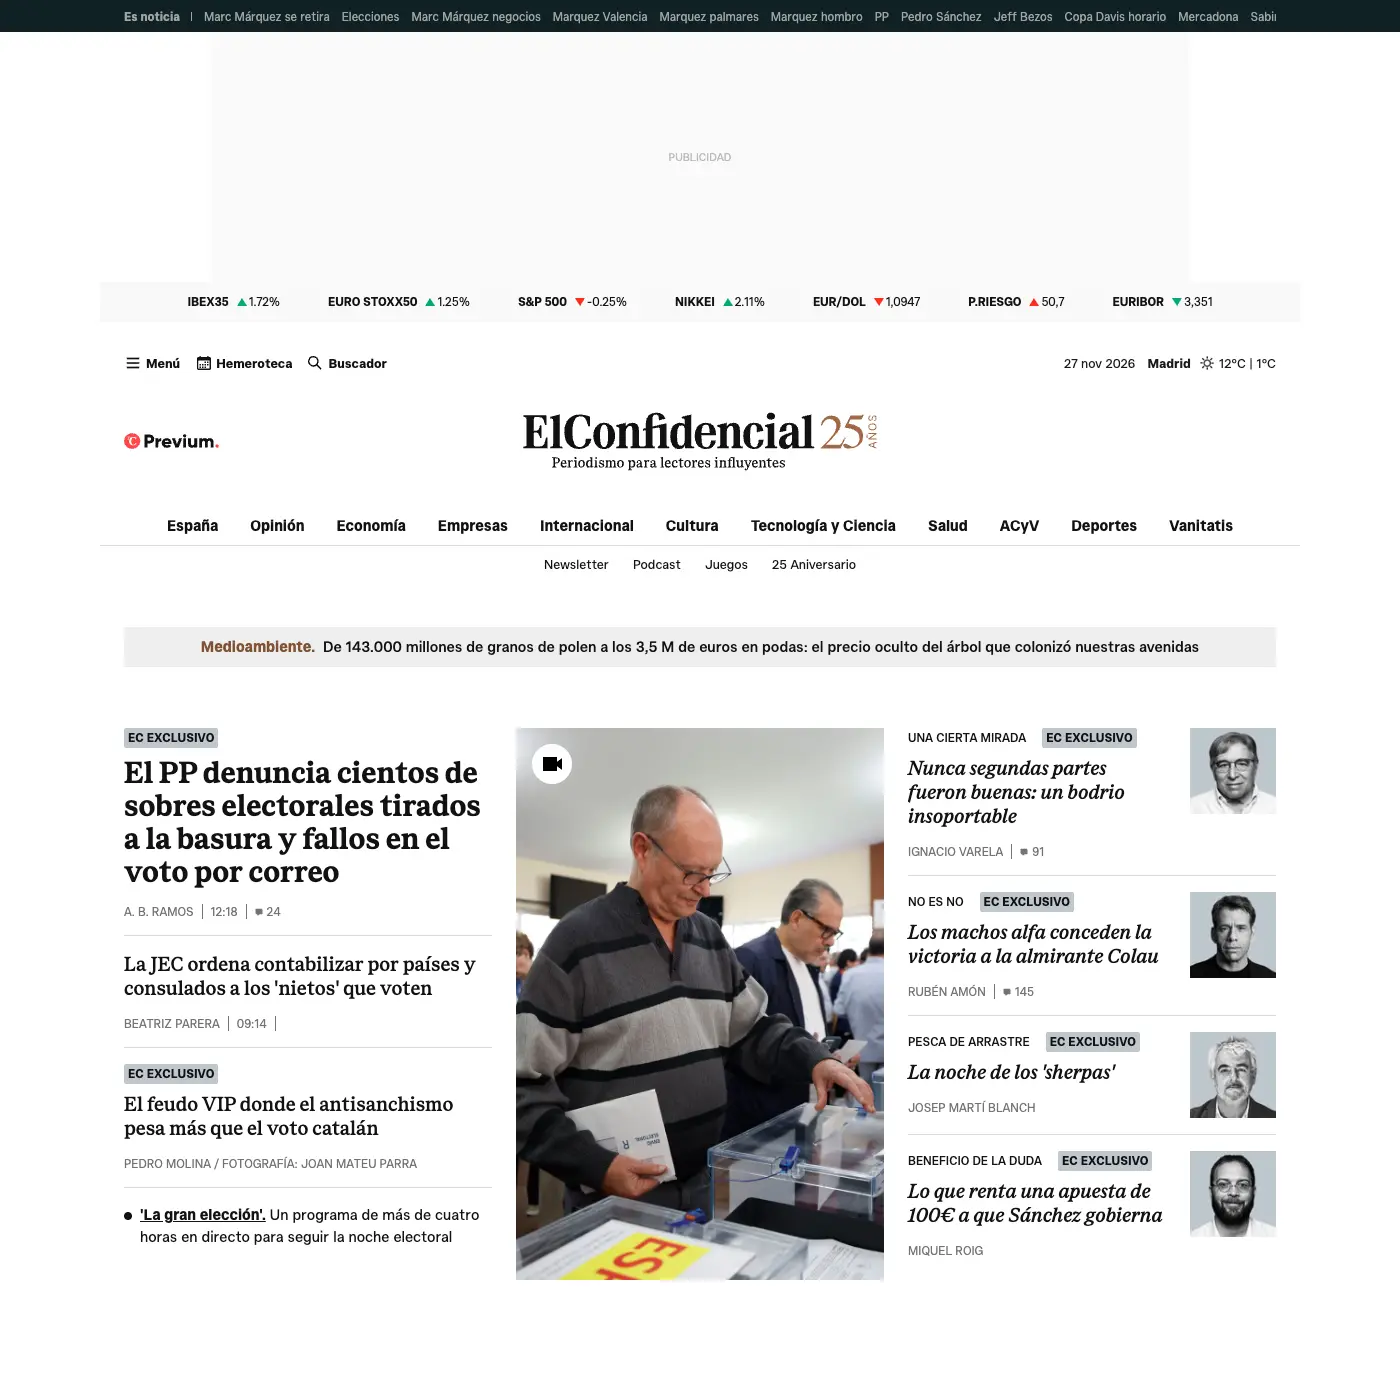 Es noticia | Marc Márquez se retira Elecciones Marc Márquez negocios Marquez Valencia Marquez palmares Marquez hombro PP Pedro Sánchez Jeff Bezos Copa Davis horario Mercadona
PUBLICIDAD
IBEX35 1.72% EURO STOXX50 1.25% S&P 500 -0.25% NIKKEI 2.11% EUR/DOL 1,0947 P.RIESGO 50,7 EURIBOR 3,351
Menú Hemeroteca Buscador 27 nov 2026 Madrid 12°C | 1°C
Previum.
ElConfidencial 25 AÑOS
Periodismo para lectores influyentes
España Opinión Economía Empresas Internacional Cultura Tecnología y Ciencia Salud ACyV Deportes Vanitatis
Newsletter Podcast Juegos 25 Aniversario
Medioambiente. De 143.000 millones de granos de polen a los 3,5 M de euros en podas: el precio oculto del árbol que colonizó nuestras avenidas
EC EXCLUSIVO
El PP denuncia cientos de
sobres electorales tirados
a la basura y fallos en el
voto por correo
A. B. RAMOS | 12:18 | 24
La JEC ordena contabilizar por países y
consulados a los 'nietos' que voten
BEATRIZ PARERA | 09:14 |
EC EXCLUSIVO
El feudo VIP donde el antisanchismo
pesa más que el voto catalán
PEDRO MOLINA / FOTOGRAFÍA: JOAN MATEU PARRA
'La gran elección'. Un programa de más de cuatro
horas en directo para seguir la noche electoral
ESP
UNA CIERTA MIRADA EC EXCLUSIVO
Nunca segundas partes
fueron buenas: un bodrio
insoportable
IGNACIO VARELA | 91
NO ES NO EC EXCLUSIVO
Los machos alfa conceden la
victoria a la almirante Colau
RUBÉN AMÓN | 145
PESCA DE ARRASTRE EC EXCLUSIVO
La noche de los 'sherpas'
JOSEP MARTÍ BLANCH
BENEFICIO DE LA DUDA EC EXCLUSIVO
Lo que renta una apuesta de
100€ a que Sánchez gobierna
MIQUEL ROIG